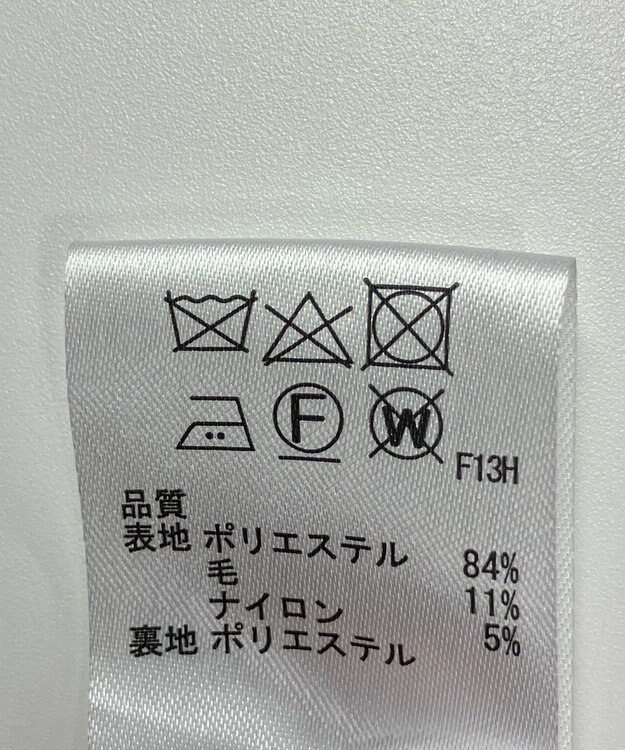 F W F13H
品質
表地 ポリエステル 84%
毛 11%
ナイロン 5%
裏地 ポリエステル